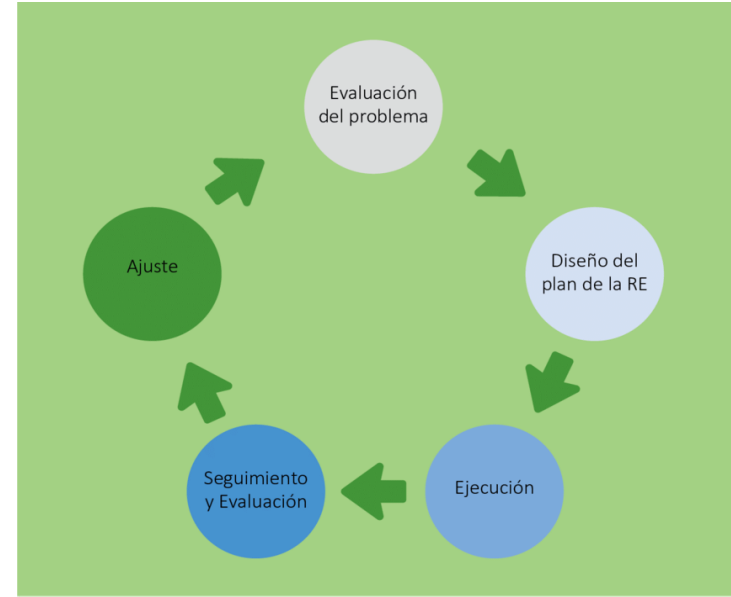 Evaluación
del problema
Diseño del
plan de la RE
Ejecución
Seguimiento
y Evaluación
Ajuste